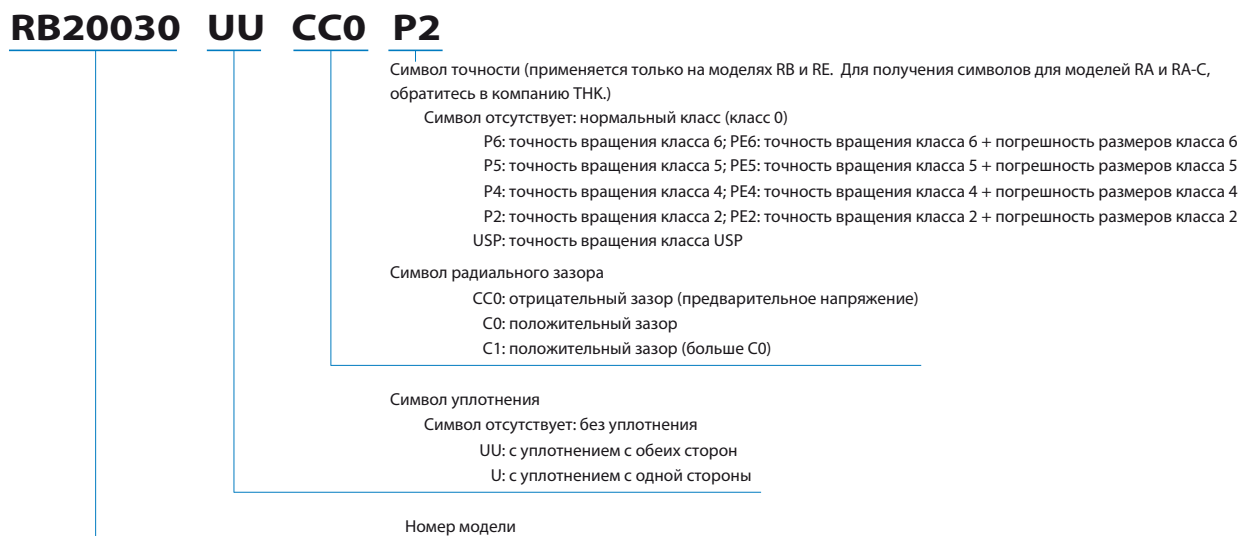 RB20030 UU CC0 P2
Символ точности (применяется только на моделях RB и RE. Для получения символов для моделей RA и RA-C,
обратитесь в компанию THK.)
Символ отсутствует: нормальный класс (класс 0)
P6: точность вращения класса 6; PE6: точность вращения класса 6 + погрешность размеров класса 6
P5: точность вращения класса 5; PE5: точность вращения класса 5 + погрешность размеров класса 5
P4: точность вращения класса 4; PE4: точность вращения класса 4 + погрешность размеров класса 4
P2: точность вращения класса 2; PE2: точность вращения класса 2 + погрешность размеров класса 2
USP: точность вращения класса USP
Символ радиального зазора
CC0: отрицательный зазор (предварительное напряжение)
C0: положительный зазор
C1: положительный зазор (больше C0)
Символ уплотнения
Символ отсутствует: без уплотнения
UU: с уплотнением с обеих сторон
U: с уплотнением с одной стороны
Номер модели